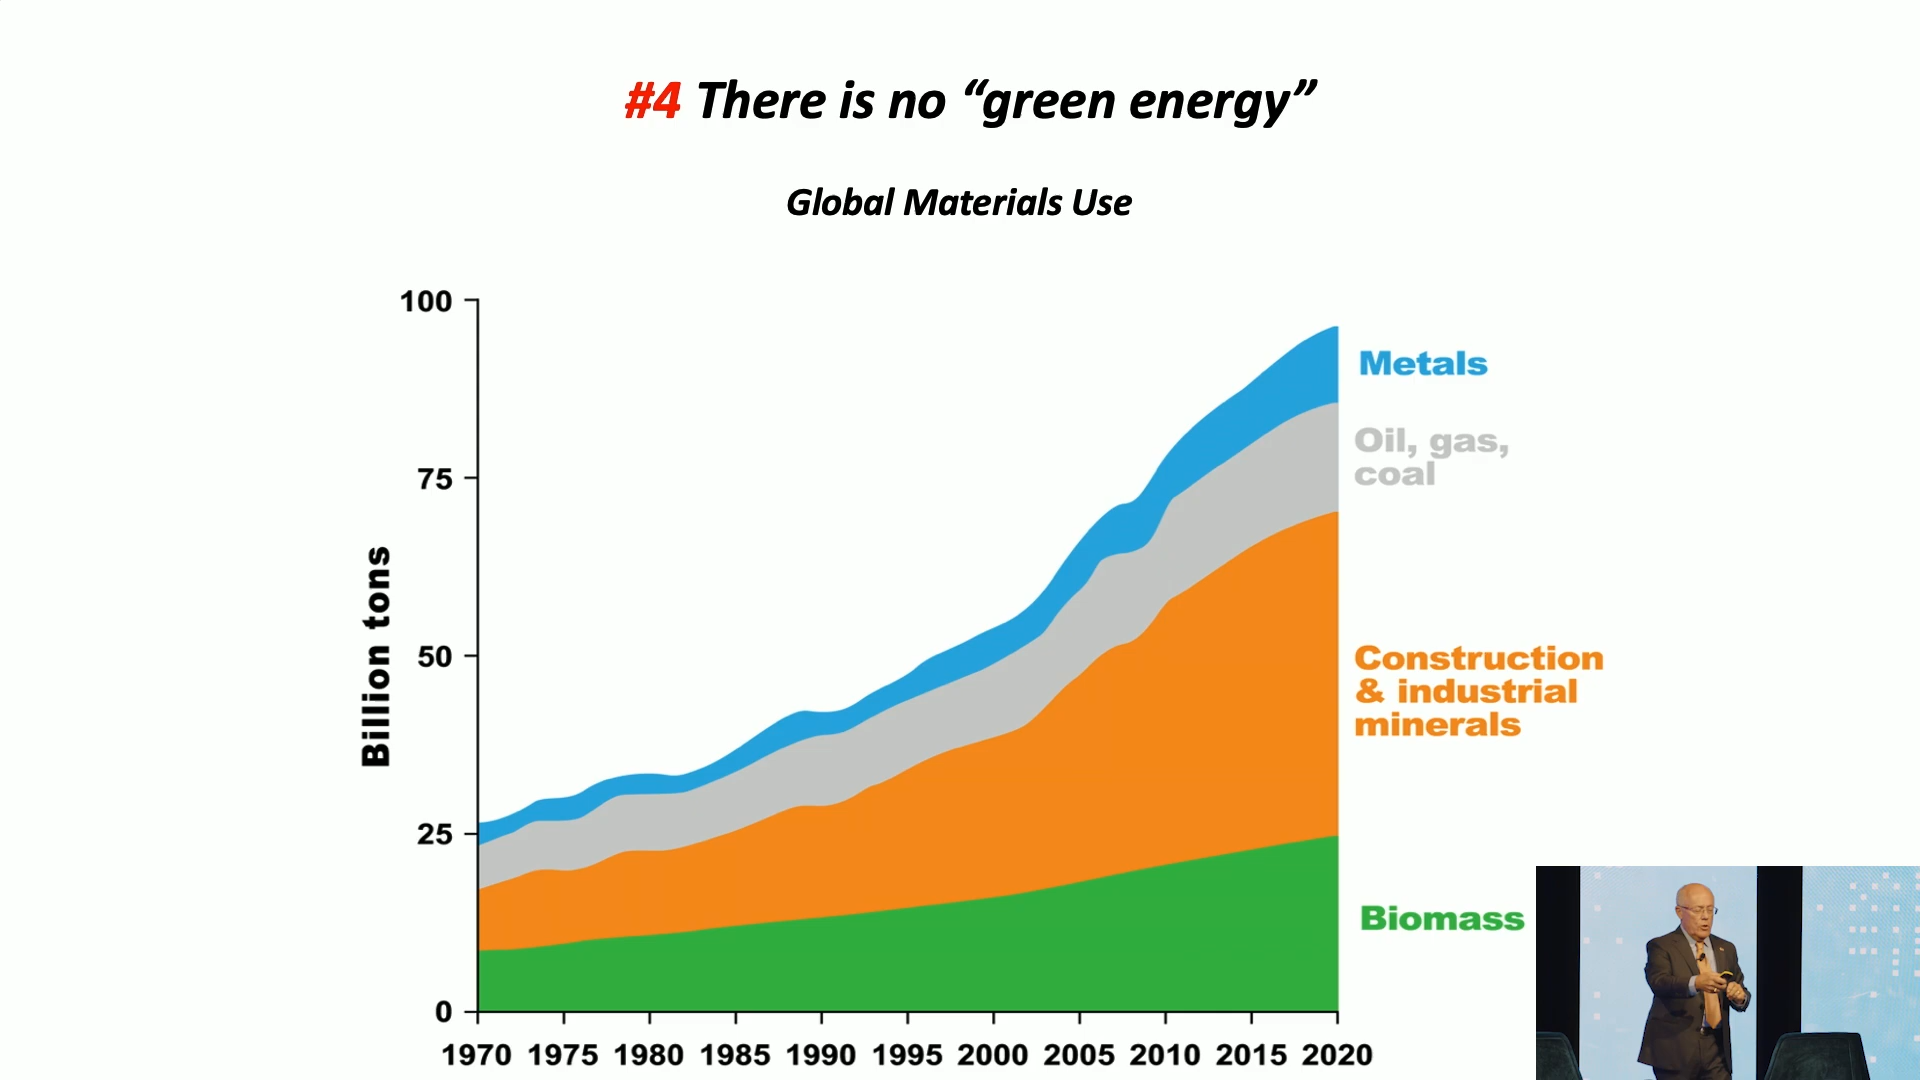 #4 There is no “green energy”
Global Materials Use
100
75
50
25
0
Billion tons
Metals
Oil, gas,
coal
Construction
& industrial
minerals
Biomass
1970 1975 1980 1985 1990 1995 2000 2005 2010 2015 2020